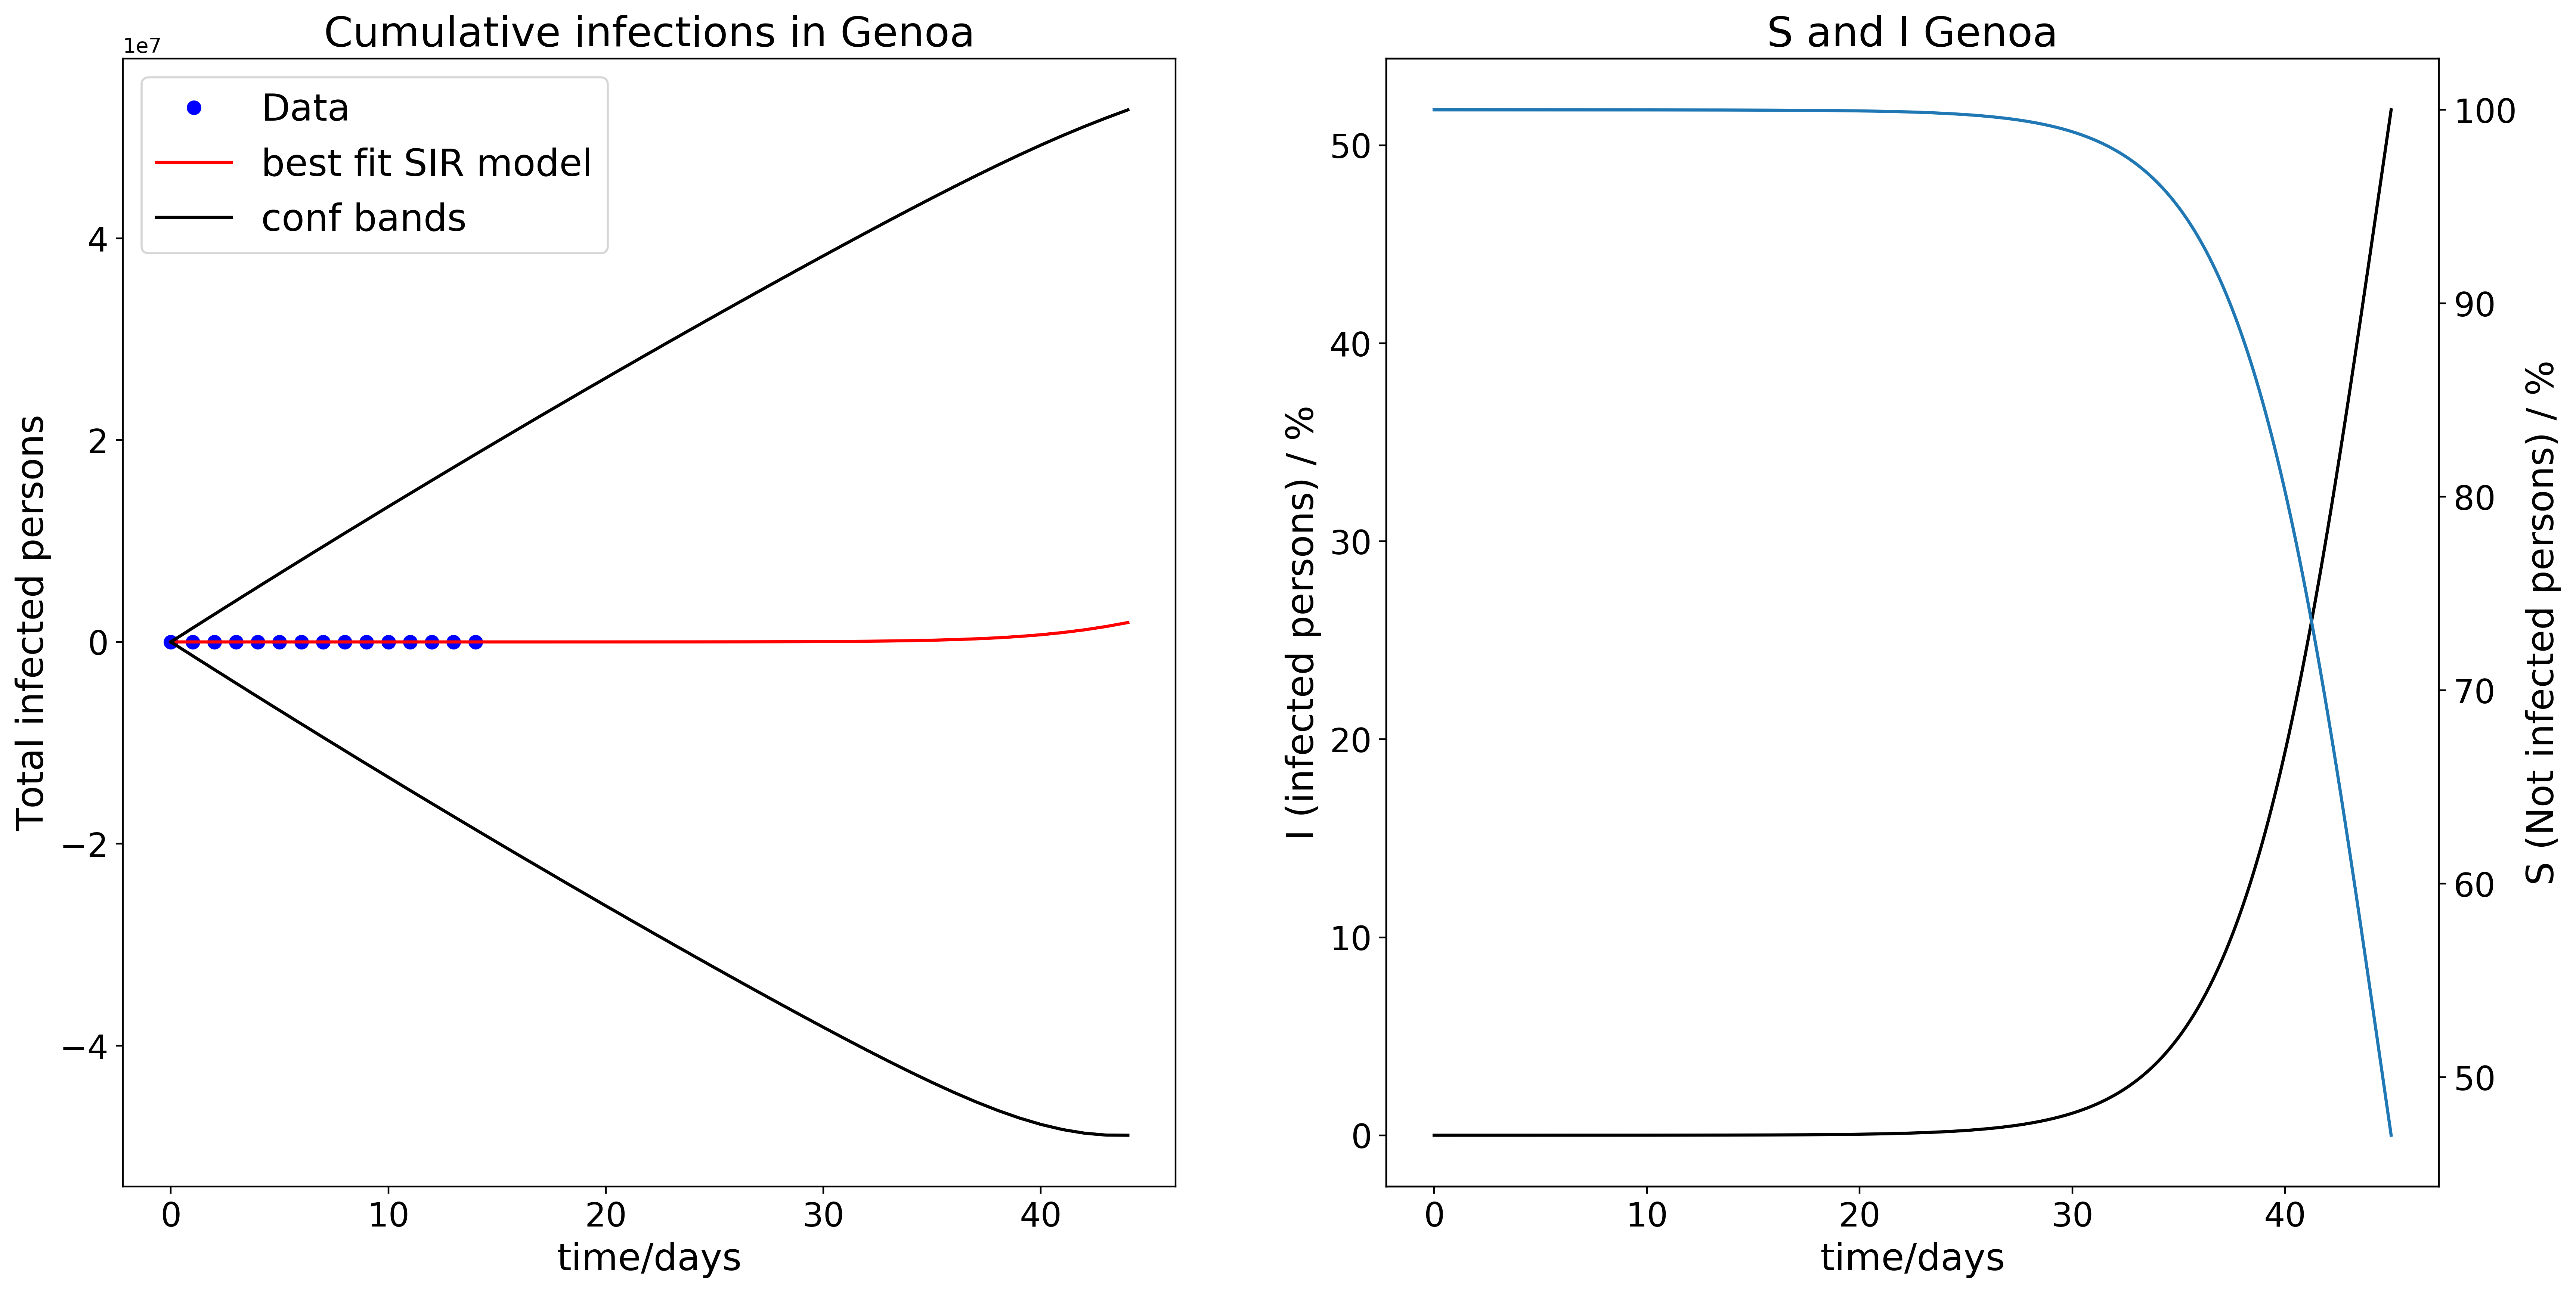 Cumulative infections in Genoa
1e7
Data
best fit SIR model
conf bands
4
2
0
−2
−4
Total infected persons
0 10 20 30 40
time/days
S and I Genoa
50
40
30
20
10
0
I (infected persons) / %
100
90
80
70
60
50
S (Not infected persons) / %
0 10 20 30 40
time/days